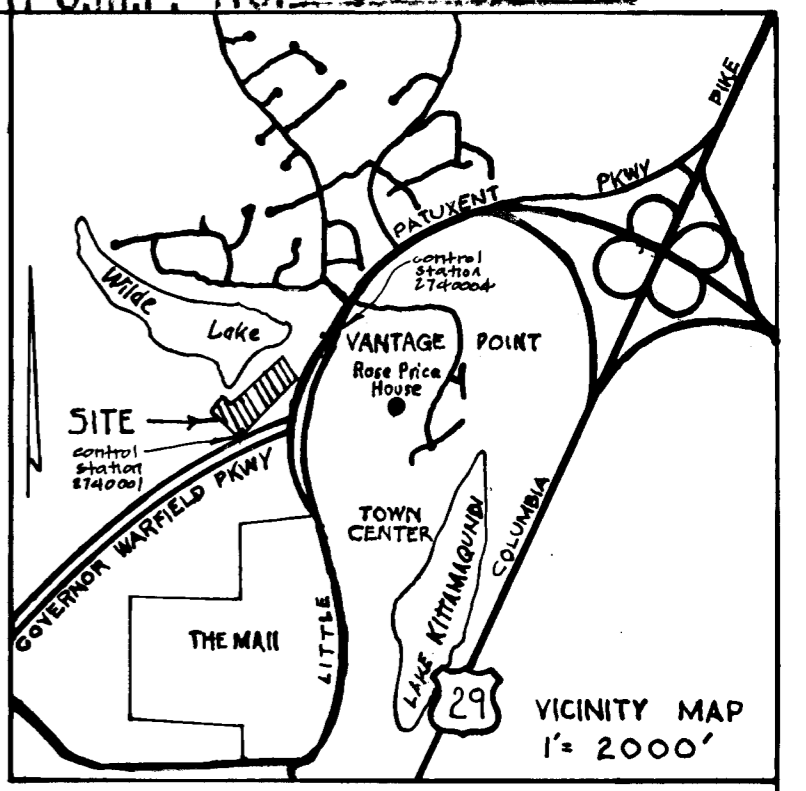 PIKE
PKWY
PATUXENT
control
station
2740004
Wilde
Lake
VANTAGE POINT
Rose Price
House
SITE
control
station
2740001
GOVERNOR WARFIELD PKWY
TOWN
CENTER
LAKE KITTAMAQUNDI
COLUMBIA
THE MALL
LITTLE
29
VICINITY MAP
1'= 2000'